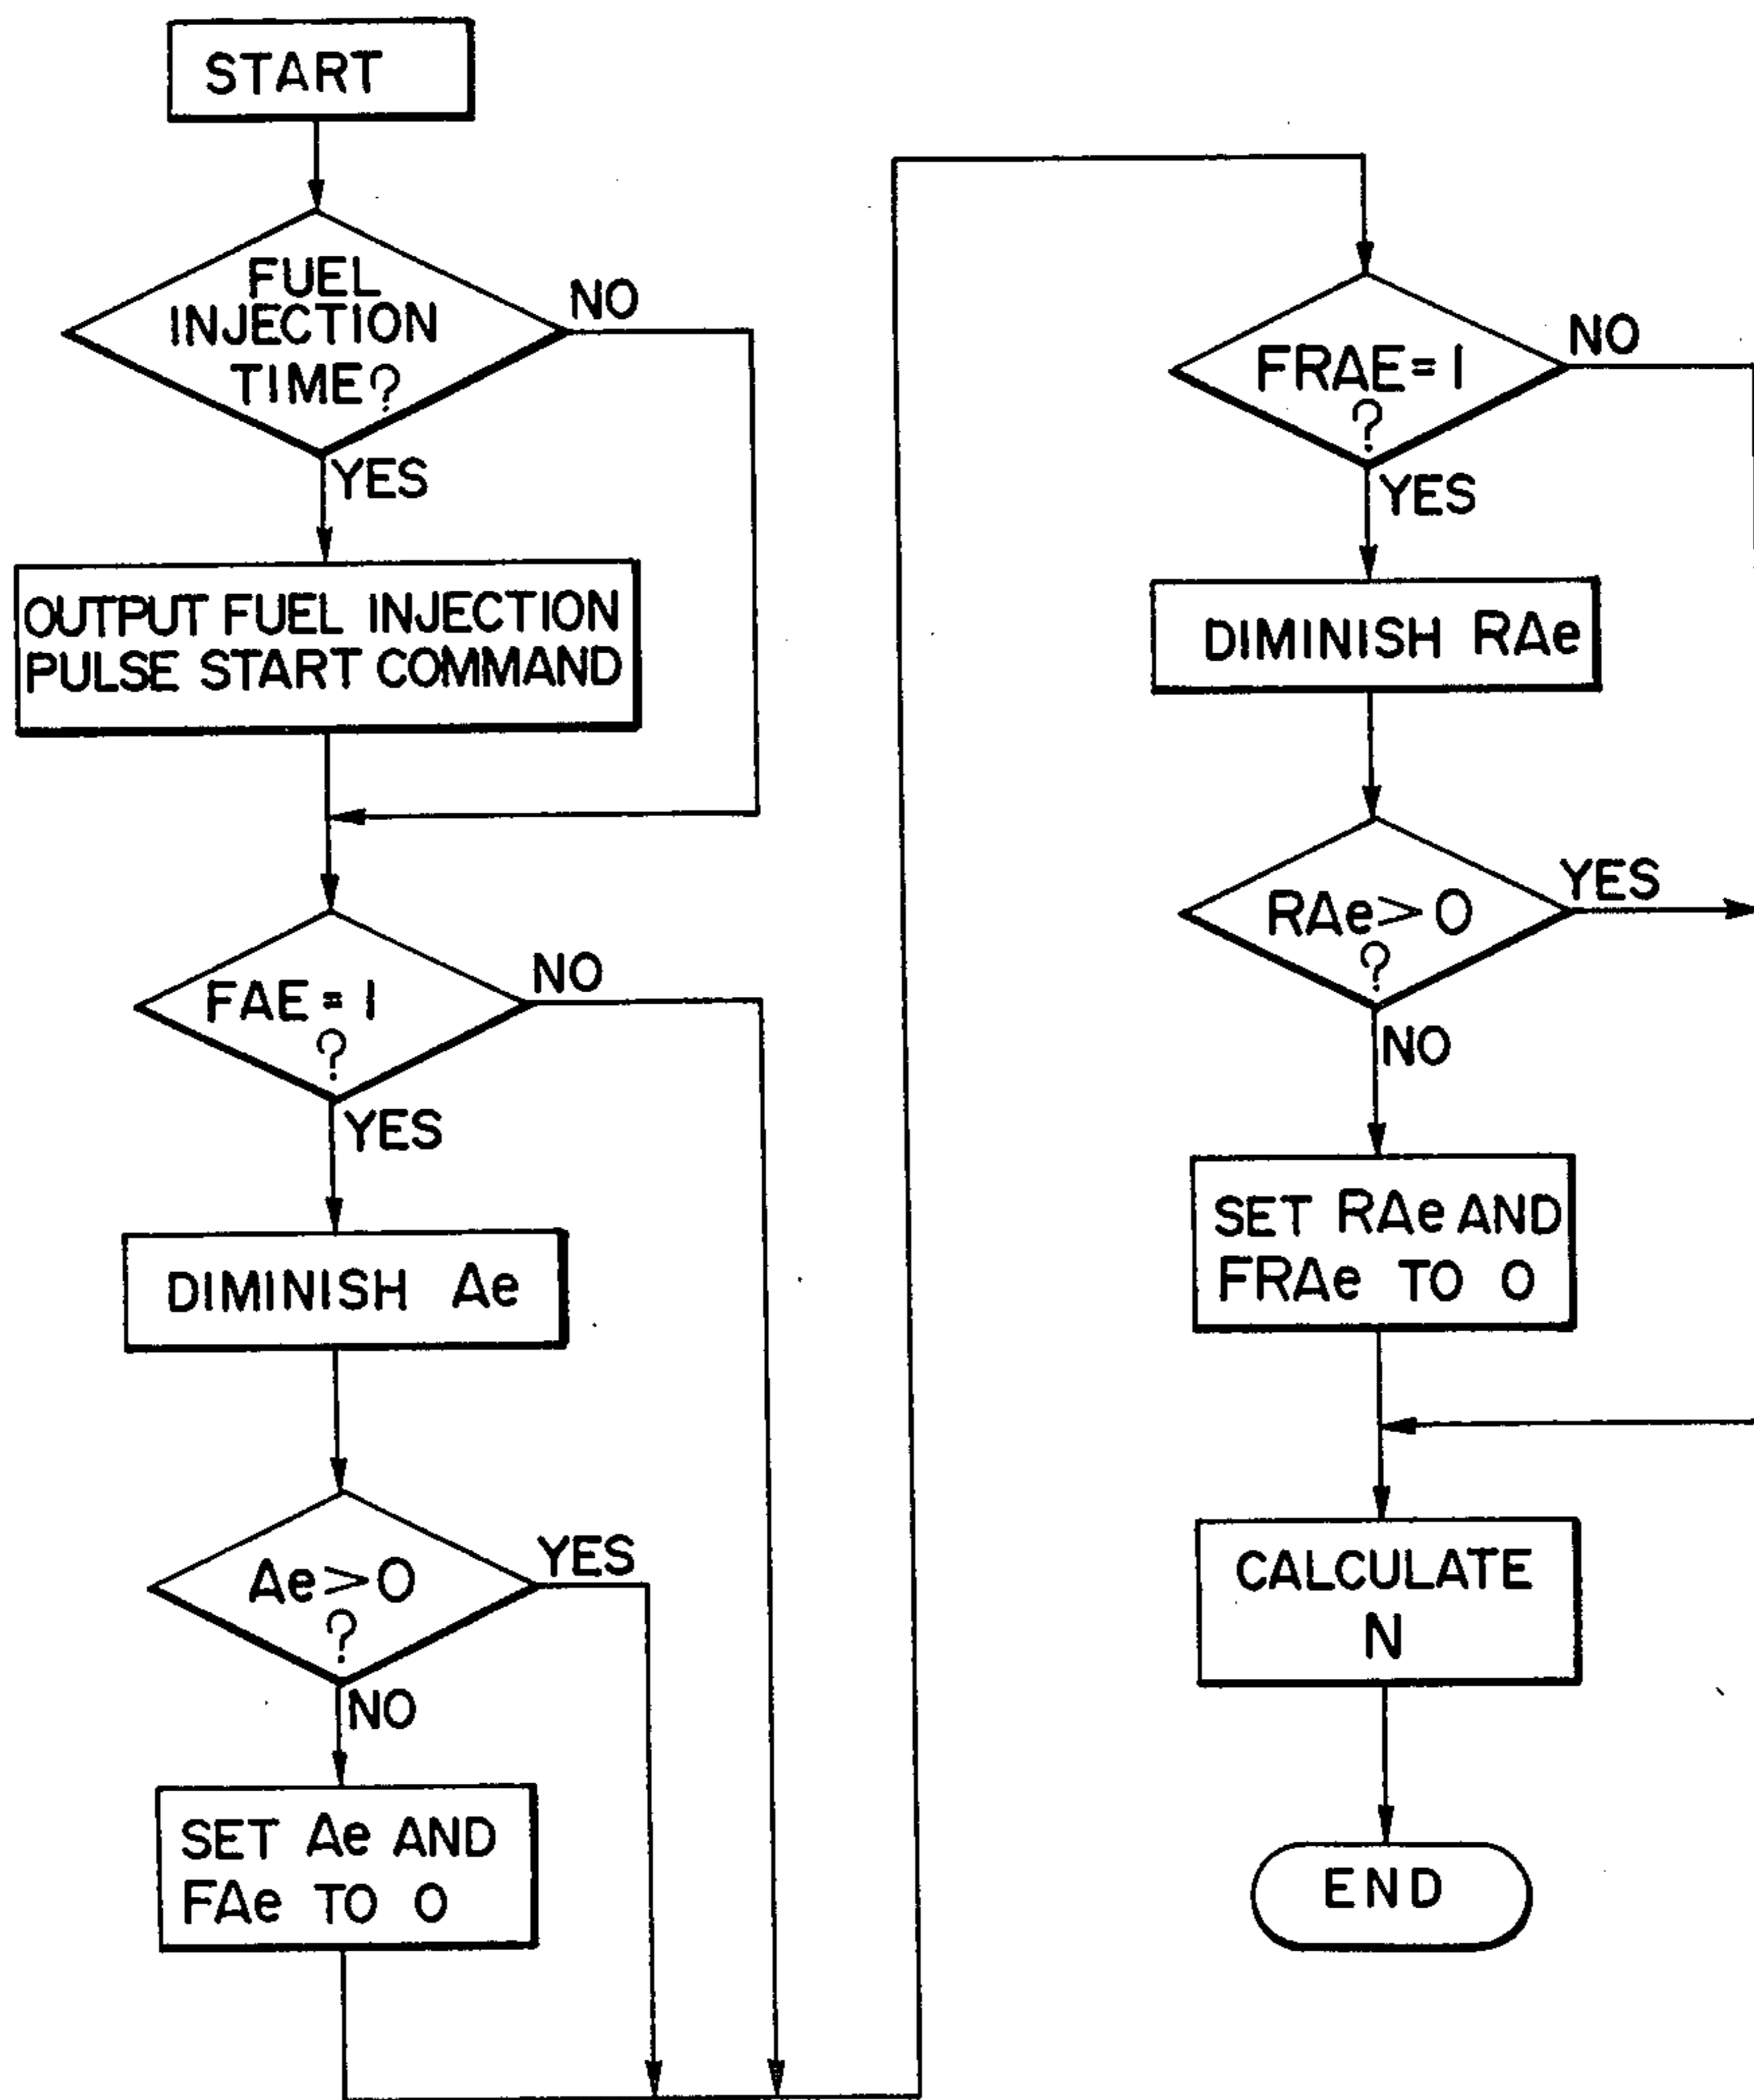 START
FUEL
INJECTION
TIME?
NO
YES
OUTPUT FUEL INJECTION
PULSE START COMMAND
FAE = 1
?
NO
YES
DIMINISH Ae
Ae>0
?
YES
NO
SET Ae AND
FAe TO 0
FRAE = 1
?
NO
YES
DIMINISH RAe
RAe>0
?
YES
NO
SET RAe AND
FRAe TO 0
CALCULATE
N
END